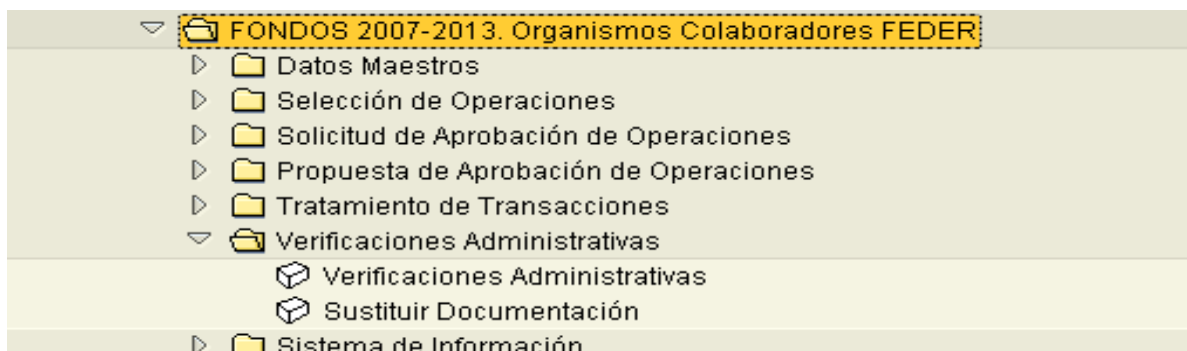 FONDOS 2007-2013. Organismos Colaboradores FEDER
Datos Maestros
Selección de Operaciones
Solicitud de Aprobación de Operaciones
Propuesta de Aprobación de Operaciones
Tratamiento de Transacciones
Verificaciones Administrativas
Verificaciones Administrativas
Sustituir Documentación
Sistema de Información